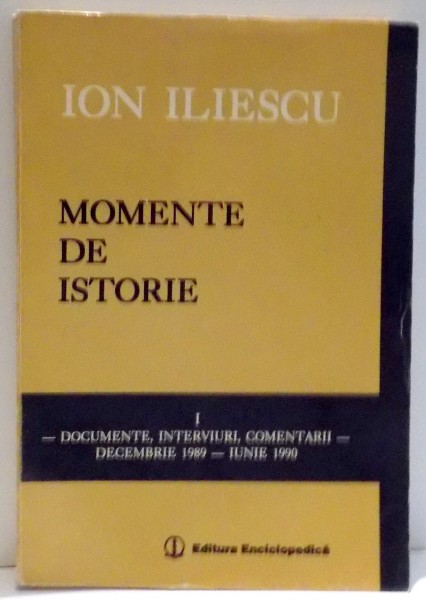 ION ILIESCU
MOMENTE
DE
ISTORIE
I
— DOCUMENTE, INTERVIURI, COMENTARII —
DECEMBRIE 1989 — IUNIE 1990
Editura Enciclopedică